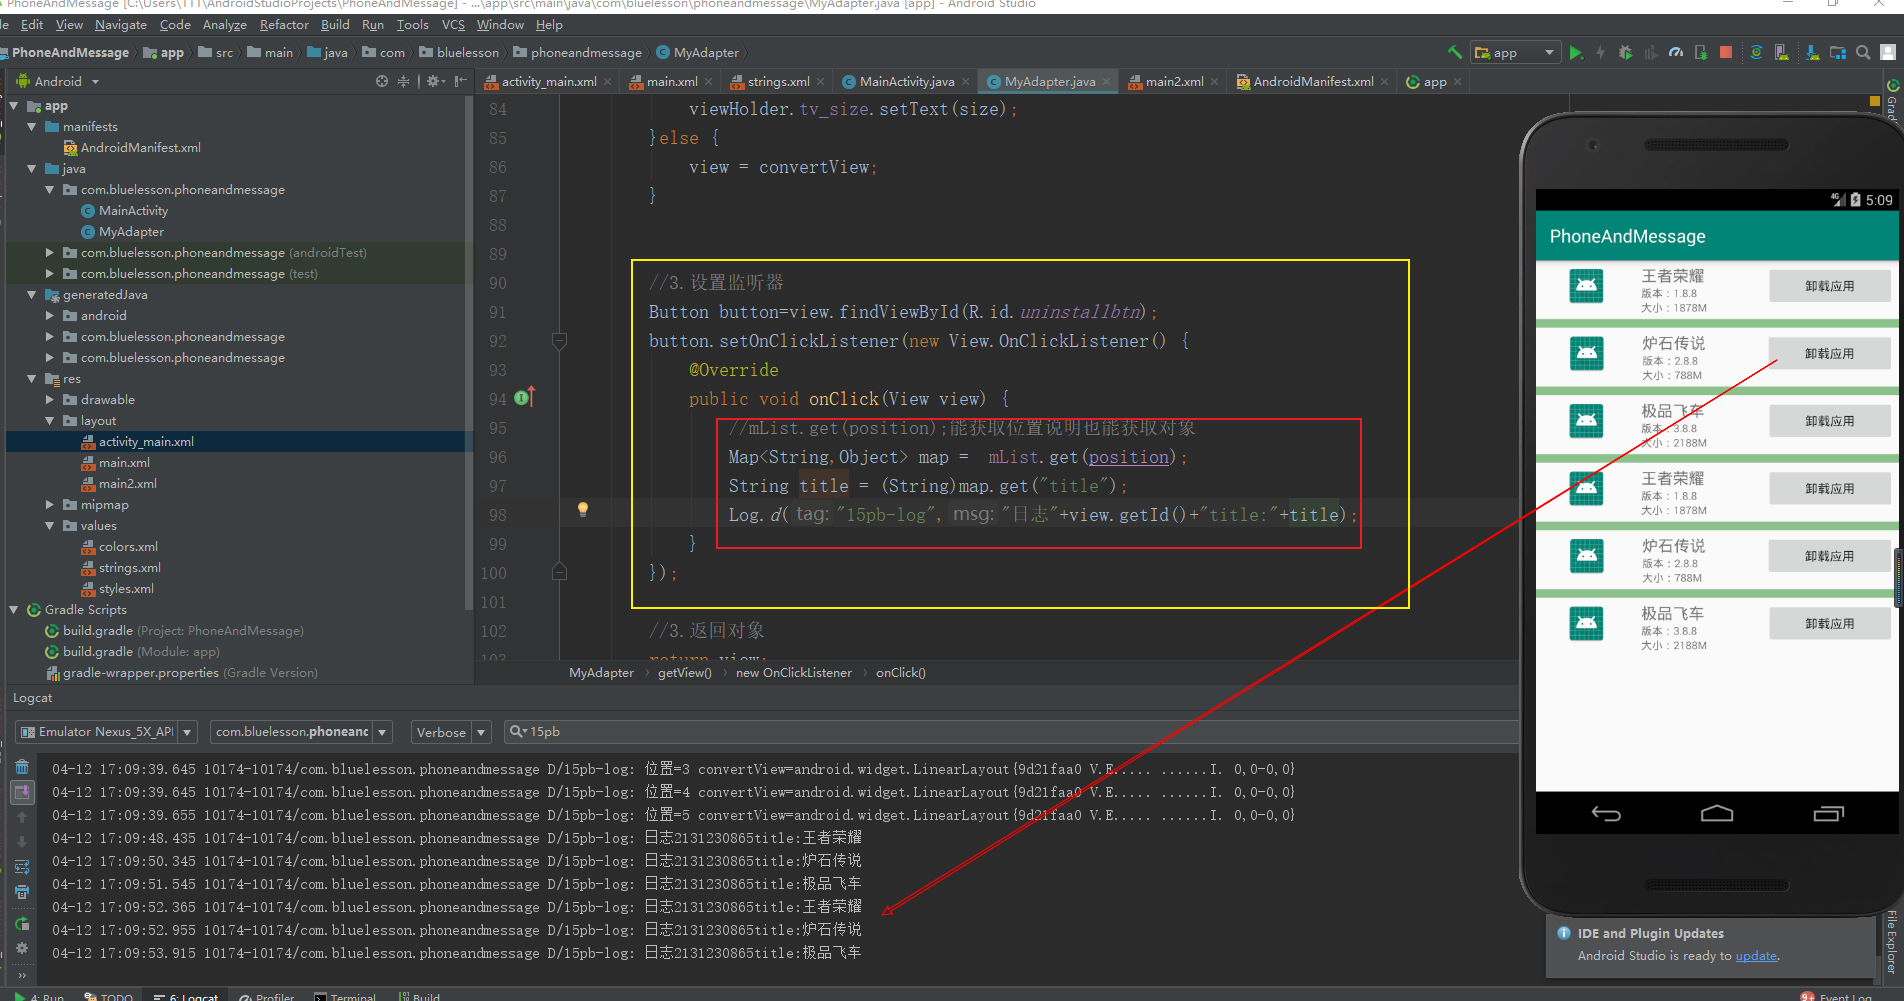 PhoneAndMessage [C:\Users\TTT\AndroidStudioProjects\PhoneAndMessage] - ...\app\src\main\java\com\bluelesson\phoneandmessage\MyAdapter.java [app] - Android Studio
Edit View Navigate Code Analyze Refactor Build Run Tools VCS Window Help
PhoneAndMessage app src main java com bluelesson phoneandmessage MyAdapter
app
Android
activity_main.xml main.xml strings.xml MainActivity.java MyAdapter.java main2.xml AndroidManifest.xml app
app
manifests
AndroidManifest.xml
java
com.bluelesson.phoneandmessage
MainActivity
MyAdapter
com.bluelesson.phoneandmessage (androidTest)
com.bluelesson.phoneandmessage (test)
generatedJava
android
com.bluelesson.phoneandmessage
com.bluelesson.phoneandmessage
res
drawable
layout
activity_main.xml
main.xml
main2.xml
mipmap
values
colors.xml
strings.xml
styles.xml
Gradle Scripts
build.gradle (Project: PhoneAndMessage)
build.gradle (Module: app)
gradle-wrapper.properties (Gradle Version)
84 viewHolder.tv_size.setText(size);
85 }else {
86 view = convertView;
87 }
88
89
90 //3.设置监听器
91 Button button=view.findViewById(R.id.uninstallbtn);
92 button.setOnClickListener(new View.OnClickListener() {
93 @Override
94 public void onClick(View view) {
95 //mList.get(position);能获取位置说明也能获取对象
96 Map<String,Object> map = mList.get(position);
97 String title = (String)map.get("title");
98 Log.d( tag: "15pb-log", msg: "日志"+view.getId()+"title:"+title);
99 }
100 });
101
102 //3.返回对象
103 return view;
MyAdapter getView() new OnClickListener onClick()
5:09
PhoneAndMessage
王者荣耀
版本：1.8.8
大小：1878M
卸载应用
炉石传说
版本：2.8.8
大小：788M
卸载应用
极品飞车
版本：3.8.8
大小：2188M
卸载应用
王者荣耀
版本：1.8.8
大小：1878M
卸载应用
炉石传说
版本：2.8.8
大小：788M
卸载应用
极品飞车
版本：3.8.8
大小：2188M
卸载应用
Logcat
Emulator Nexus_5X_API com.bluelesson.phoneanc Verbose 15pb
04-12 17:09:39.645 10174-10174/com.bluelesson.phoneandmessage D/15pb-log: 位置=3 convertView=android.widget.LinearLayout{9d21faa0 V.E..... ......I. 0,0-0,0}
04-12 17:09:39.645 10174-10174/com.bluelesson.phoneandmessage D/15pb-log: 位置=4 convertView=android.widget.LinearLayout{9d21faa0 V.E..... ......I. 0,0-0,0}
04-12 17:09:39.655 10174-10174/com.bluelesson.phoneandmessage D/15pb-log: 位置=5 convertView=android.widget.LinearLayout{9d21faa0 V.E..... ......I. 0,0-0,0}
04-12 17:09:48.435 10174-10174/com.bluelesson.phoneandmessage D/15pb-log: 日志2131230865title:王者荣耀
04-12 17:09:50.345 10174-10174/com.bluelesson.phoneandmessage D/15pb-log: 日志2131230865title:炉石传说
04-12 17:09:51.545 10174-10174/com.bluelesson.phoneandmessage D/15pb-log: 日志2131230865title:极品飞车
04-12 17:09:52.365 10174-10174/com.bluelesson.phoneandmessage D/15pb-log: 日志2131230865title:王者荣耀
04-12 17:09:52.955 10174-10174/com.bluelesson.phoneandmessage D/15pb-log: 日志2131230865title:炉石传说
04-12 17:09:53.915 10174-10174/com.bluelesson.phoneandmessage D/15pb-log: 日志2131230865title:极品飞车
IDE and Plugin Updates
Android Studio is ready to update.
File Explorer
4: Run TODO 6: Logcat Profiler Terminal Build Event Log